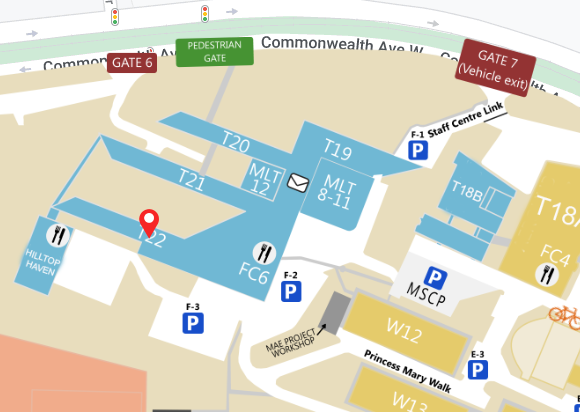 Commonwealth Ave W
GATE 6
PEDESTRIAN
GATE
Commonwealth Ave W
GATE 7
(Vehicle exit)
F-1
P
Staff Centre Link
T20
T19
MLT
12
MLT
8-11
T21
T18B
T18
T22
HILLTOP
HAVEN
FC6
FC4
F-2
P
P
MSCP
F-3
P
MAE PROJECT
WORKSHOP
W12
E-3
P
Princess Mary Walk
W13